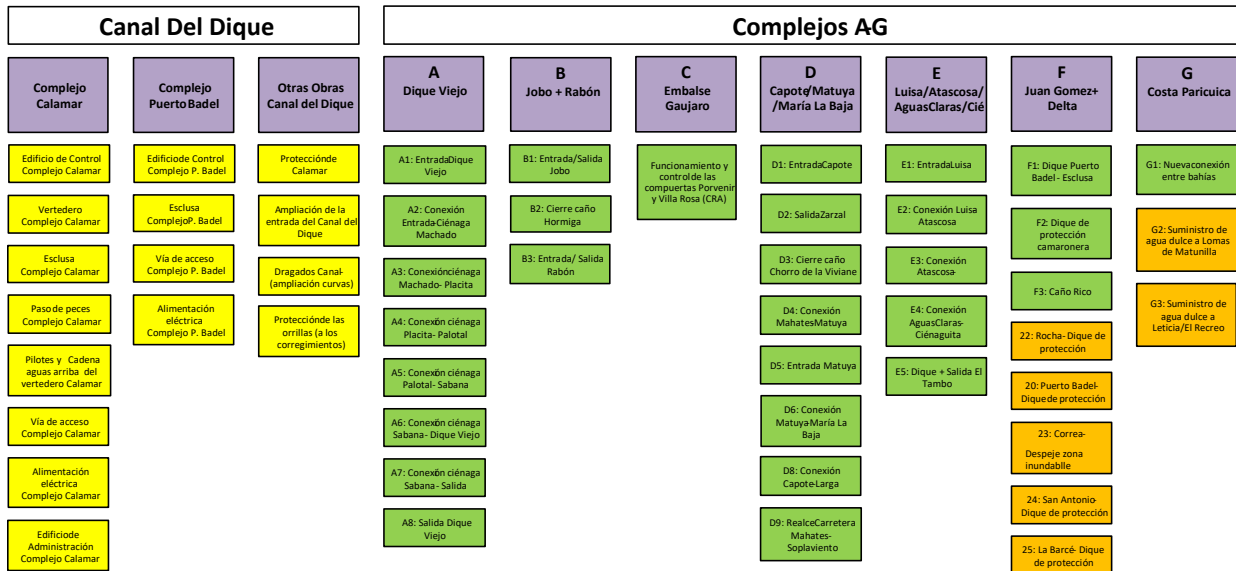 Canal Del Dique
Complejos A-G
Complejo
Calamar
Complejo
Puerto Badel
Otras Obras
Canal del Dique
A
Dique Viejo
B
Jobo + Rabón
C
Embalse
Gaujaro
D
Capote/Matuya
/María La Baja
E
Luisa/Atascosa/
AguasClaras/Cié
F
Juan Gomez+
Delta
G
Costa Paricuica
Edificio de Control
Complejo Calamar
Vertedero
Complejo Calamar
Esclusa
Complejo Calamar
Paso de peces
Complejo Calamar
Pilotes y Cadena
aguas arriba del
vertedero Calamar
Vía de acceso
Complejo Calamar
Alimentación
eléctrica
Complejo Calamar
Edificiode
Administración
Complejo Calamar
Edificiode Control
Complejo P. Badel
Esclusa
ComplejoP. Badel
Vía de acceso
Complejo P. Badel
Alimentación
eléctrica
Complejo P. Badel
Protecciónde
Calamar
Ampliación de la
entrada del Canal del
Dique
Dragados Canal-
(ampliación curvas)
Protecciónde las
orrillas (a los
corregimientos)
A1: EntradaDique
Viejo
A2: Conexión
Entrada-Ciénaga
Machado
A3: Conexiónciénaga
Machado- Placita
A4: Conexión ciénaga
Placita- Palotal
A5: Conexión ciénaga
Palotal- Sabana
A6: Conexión ciénaga
Sabana- Dique Viejo
A7: Conexión ciénaga
Sabana- Salida
A8: Salida Dique
Viejo
B1: Entrada/Salida
Jobo
B2: Cierre caño
Hormiga
B3: Entrada/ Salida
Rabón
Funcionamiento y
controlde las
compuertas Porvenir
y Villa Rosa (CRA)
D1: EntradaCapote
D2: SalidaZarzal
D3: Cierre caño
Chorro de la Viviane
D4: Conexión
MahatesMatuya
D5: Entrada Matuya
D6: Conexión
Matuya-María La
Baja
D8: Conexión
Capote-Larga
D9: RealceCarretera
Mahates-
Soplaviento
E1: EntradaLuisa
E2: Conexión Luisa
Atascosa
E3: Conexión
Atascosa-
E4: Conexión
AguasClaras-
Ciénaguita
E5: Dique + Salida El
Tambo
F1: Dique Puerto
Badel - Esclusa
F2: Dique de
protección
camaronera
F3: Caño Rico
22: Rocha- Dique de
protección
20: Puerto Badel-
Diquede protección
23: Correa-
Despeje zona
inundablle
24: San Antonio-
Dique de protección
25: La Barcé- Dique
de protección
G1: Nuevaconexión
entre bahías
G2: Suministro de
agua dulce a Lomas
de Matunilla
G3: Suministro de
agua dulce a
Leticia/El Recreo